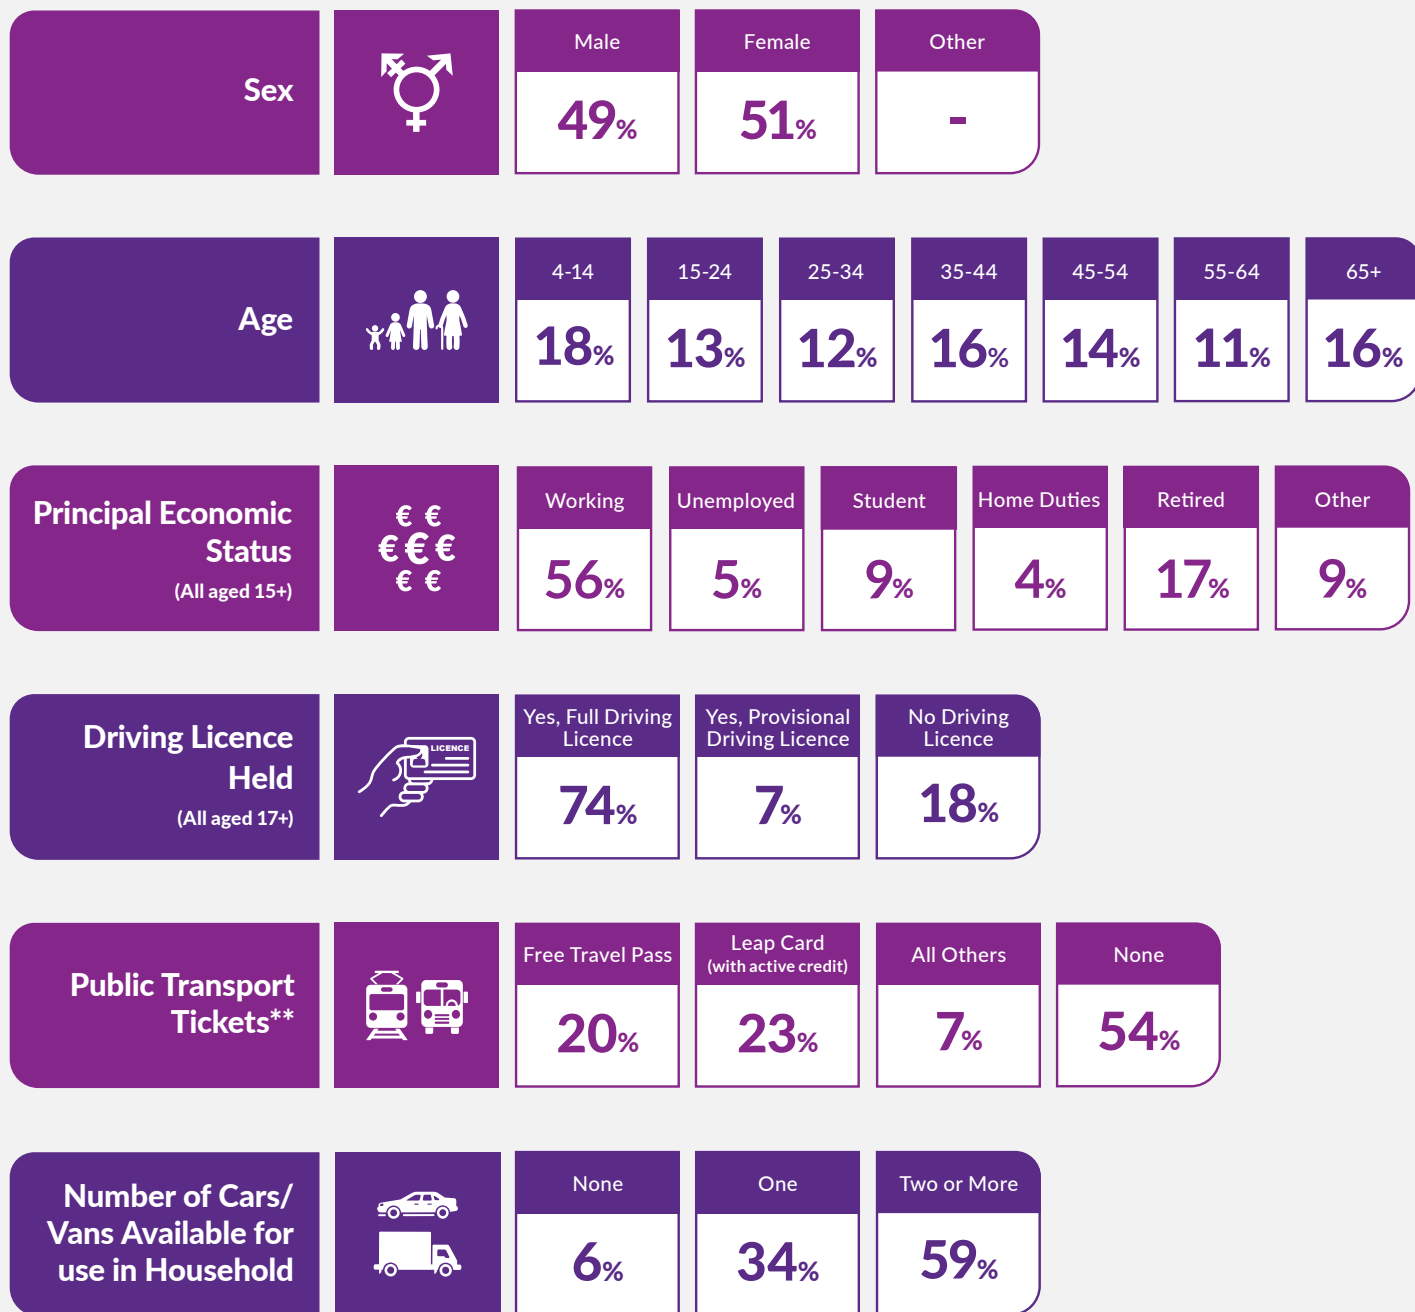 Sex
Male
Female
Other
49%
51%
-
Age
4-14
15-24
25-34
35-44
45-54
55-64
65+
18%
13%
12%
16%
14%
11%
16%
Principal Economic
Status
(All aged 15+)
€ €
€ € €
€ €
Working
Unemployed
Student
Home Duties
Retired
Other
56%
5%
9%
4%
17%
9%
Driving Licence
Held
(All aged 17+)
LICENCE
Yes, Full Driving
Licence
Yes, Provisional
Driving Licence
No Driving
Licence
74%
7%
18%
Public Transport
Tickets**
Free Travel Pass
Leap Card
(with active credit)
All Others
None
20%
23%
7%
54%
Number of Cars/
Vans Available for
use in Household
None
One
Two or More
6%
34%
59%